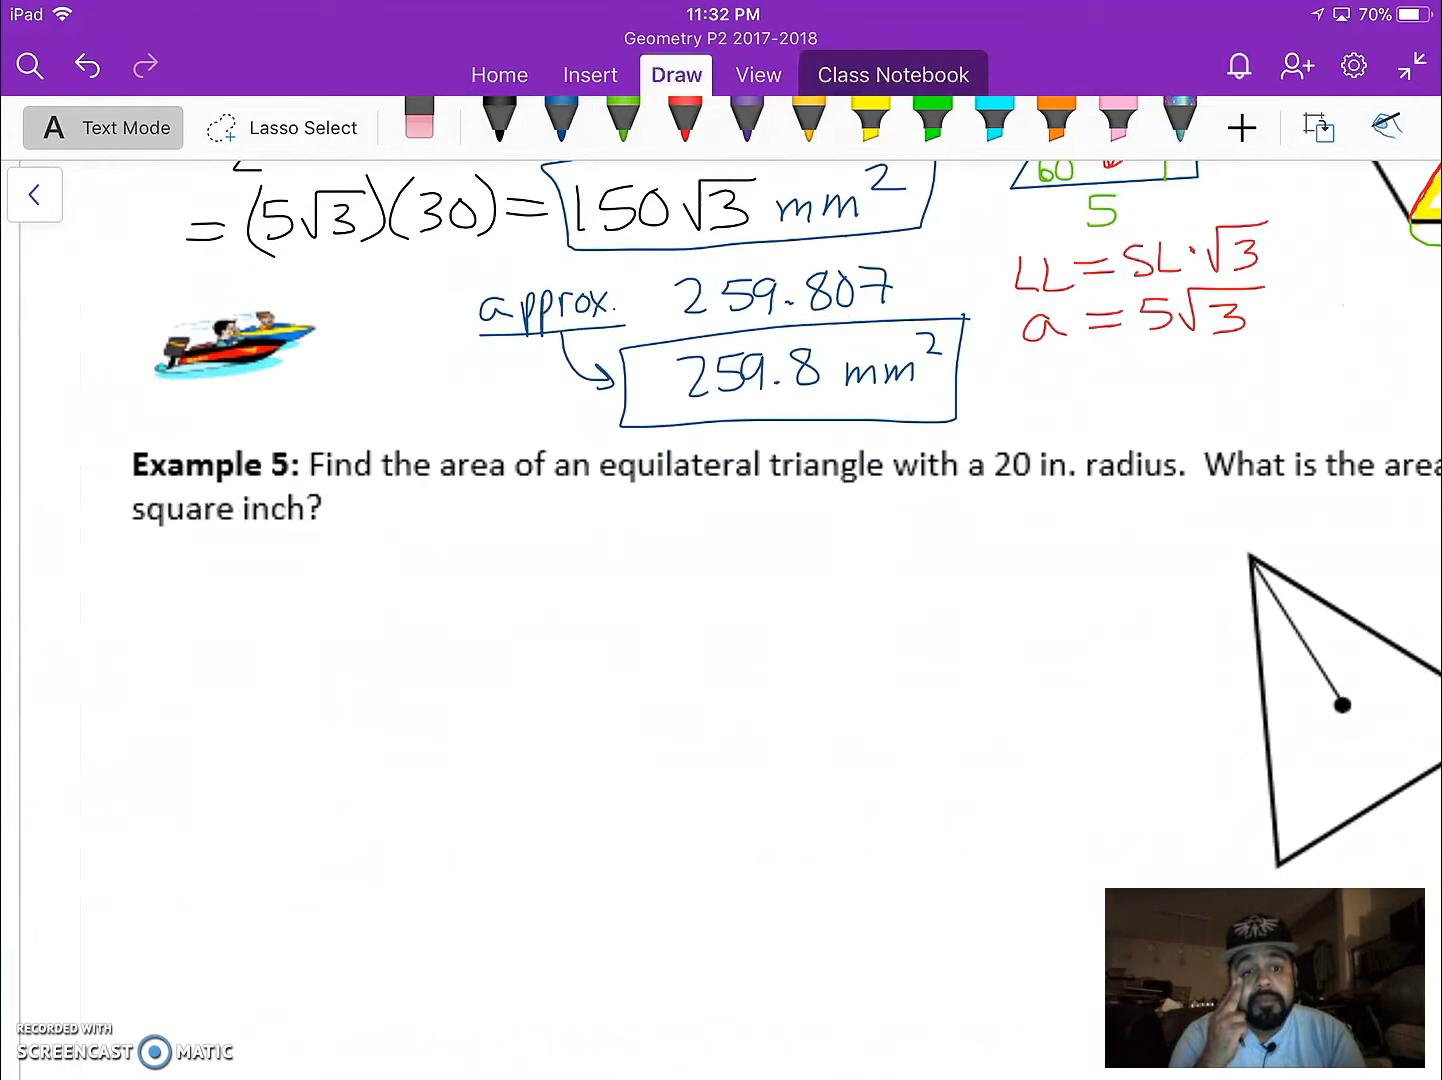 iPad 11:32 PM 70%
Geometry P2 2017-2018
Home Insert Draw View Class Notebook
A Text Mode Lasso Select
= (5√3)(30) = 150√3 mm²
60
5
LL = SL·√3
approx. 259.807
a = 5√3
259.8 mm²
Example 5: Find the area of an equilateral triangle with a 20 in. radius. What is the area
square inch?
RECORDED WITH
SCREENCAST MATIC